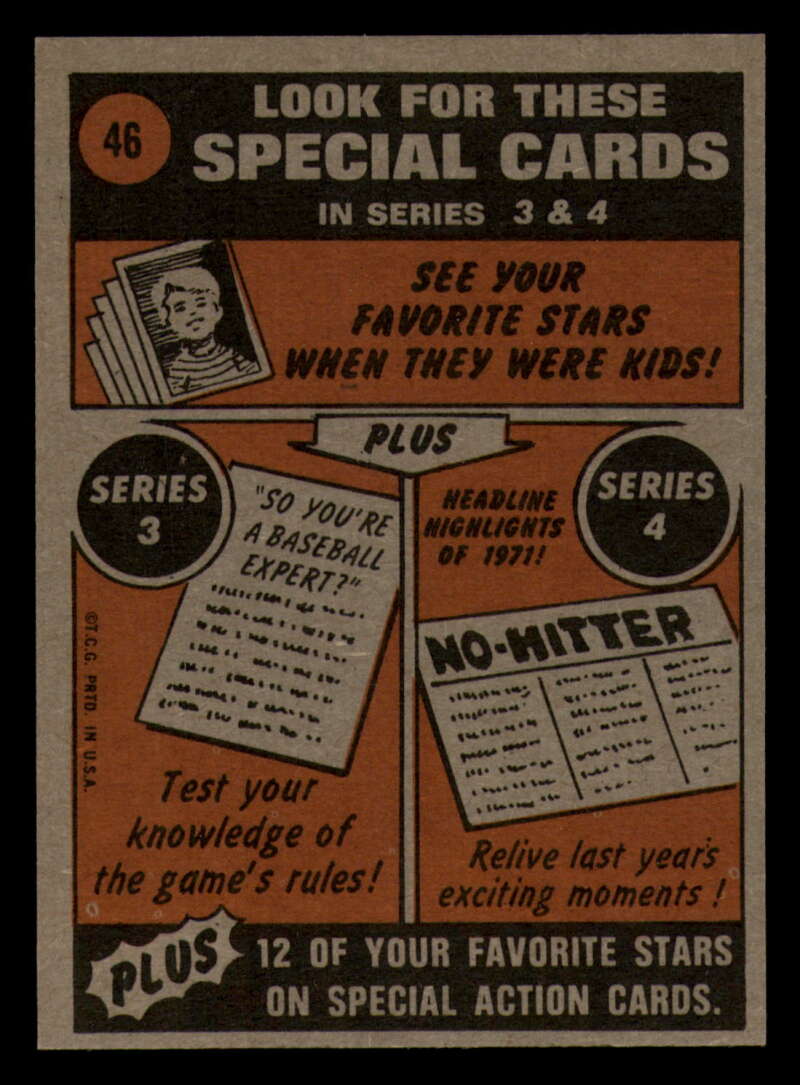 46
LOOK FOR THESE
SPECIAL CARDS
IN SERIES 3 & 4
SEE YOUR
FAVORITE STARS
WHEN THEY WERE KIDS!
PLUS
SERIES
3
"SO YOU'RE
A BASEBALL
EXPERT?"
Test your
knowledge of
the game's rules!
HEADLINE
HIGHLIGHTS
OF 1971!
SERIES
4
NO-HITTER
Relive last year's
exciting moments!
©T.C.G. PRTD. IN U.S.A.
PLUS
12 OF YOUR FAVORITE STARS
ON SPECIAL ACTION CARDS.